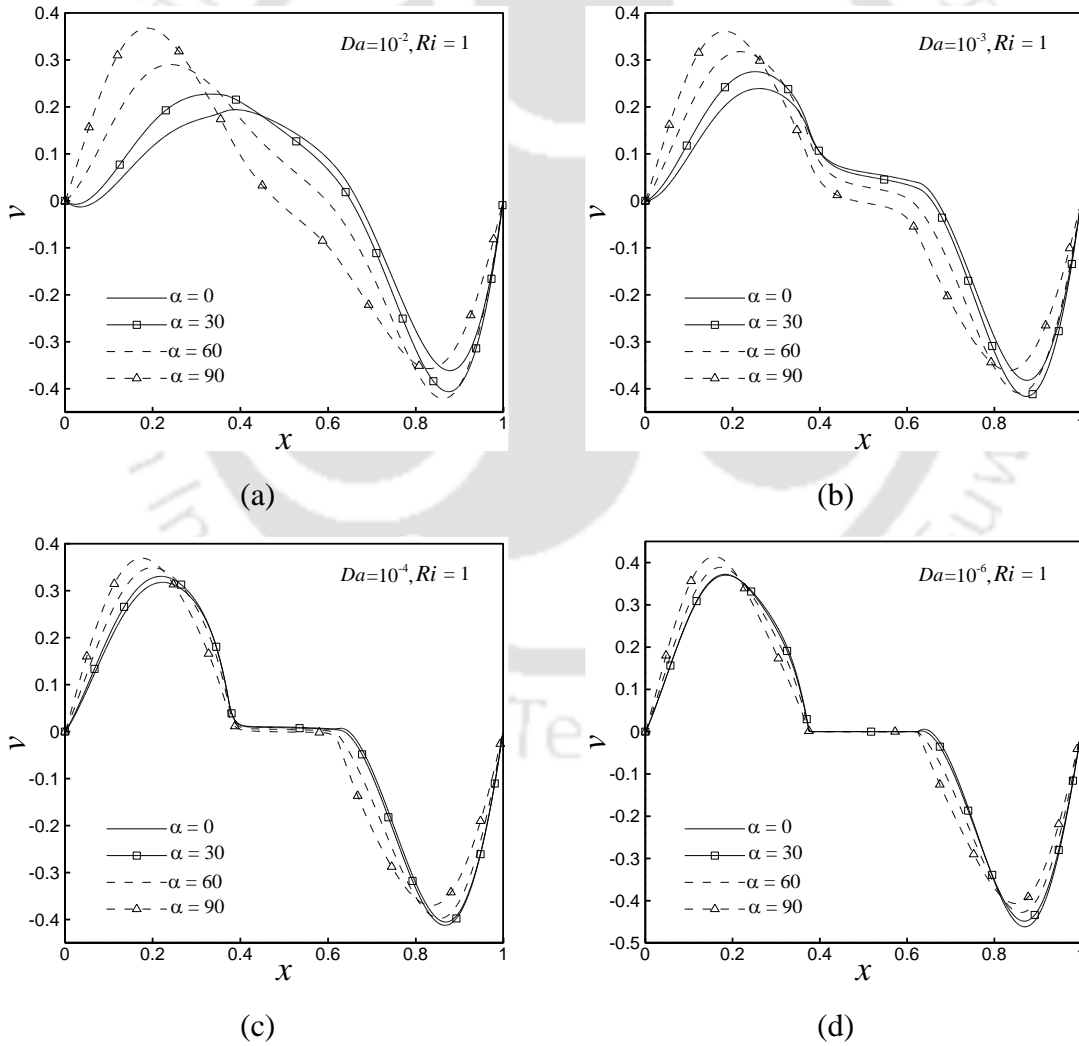 Da=10⁻², Ri = 1
0.4
0.3
0.2
0.1
0
-0.1
-0.2
-0.3
-0.4
v
α = 0
α = 30
α = 60
α = 90
0 0.2 0.4 0.6 0.8 1
x
(a)
Da=10⁻³, Ri = 1
0.4
0.3
0.2
0.1
0
-0.1
-0.2
-0.3
-0.4
v
α = 0
α = 30
α = 60
α = 90
0 0.2 0.4 0.6 0.8 1
x
(b)
Da=10⁻⁴, Ri = 1
0.4
0.3
0.2
0.1
0
-0.1
-0.2
-0.3
-0.4
v
α = 0
α = 30
α = 60
α = 90
0 0.2 0.4 0.6 0.8 1
x
(c)
Da=10⁻⁶, Ri = 1
0.4
0.3
0.2
0.1
0
-0.1
-0.2
-0.3
-0.4
-0.5
v
α = 0
α = 30
α = 60
α = 90
0 0.2 0.4 0.6 0.8
x
(d)
Te